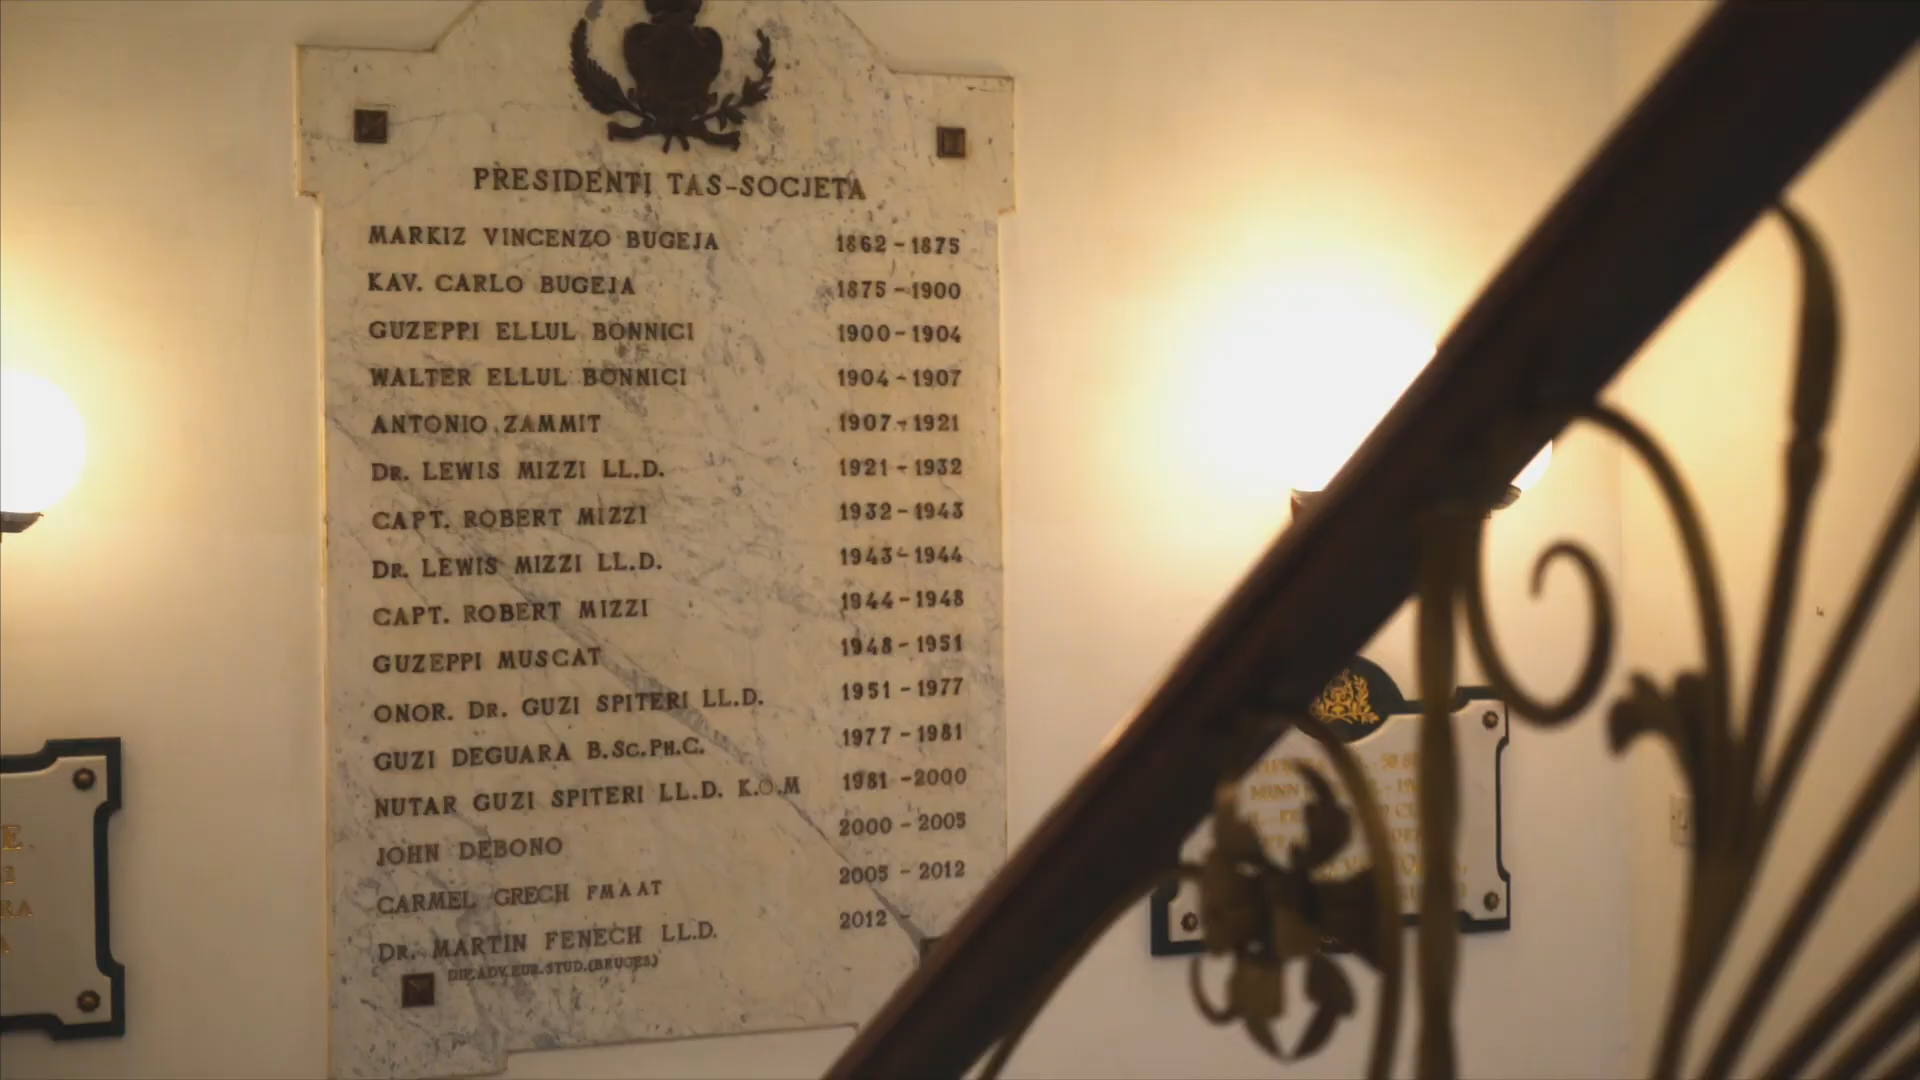 PRESIDENTI TAS-SOCJETA
MARKIZ VINCENZO BUGEJA 1862 - 1875
KAV. CARLO BUGEJA 1875 - 1900
GUZEPPI ELLUL BONNICI 1900 - 1904
WALTER ELLUL BONNICI 1904 - 1907
ANTONIO ZAMMIT 1907 - 1921
DR. LEWIS MIZZI LL.D. 1921 - 1932
CAPT. ROBERT MIZZI 1932 - 1943
DR. LEWIS MIZZI LL.D. 1943 - 1944
CAPT. ROBERT MIZZI 1944 - 1948
GUZEPPI MUSCAT 1948 - 1951
ONOR. DR. GUZI SPITERI LL.D. 1951 - 1977
GUZI DEGUARA B.SC.PH.C. 1977 - 1981
NUTAR GUZI SPITERI LL.D. K.O.M 1981 - 2000
JOHN DEBONO 2000 - 2005
CARMEL GRECH FMAAT 2005 - 2012
DR. MARTIN FENECH LL.D. 2012 -
DIP.ADV.EUR.STUD.(BRUGES)